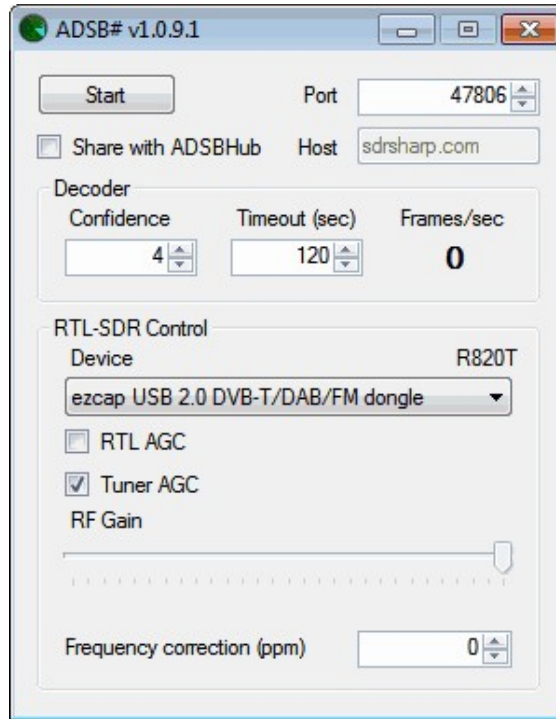 ADSB# v1.0.9.1
Start Port 47806
Share with ADSBHub Host sdrsharp.com
Decoder
Confidence Timeout (sec) Frames/sec
4 120 0
RTL-SDR Control
Device R820T
ezcap USB 2.0 DVB-T/DAB/FM dongle
RTL AGC
Tuner AGC
RF Gain
Frequency correction (ppm) 0